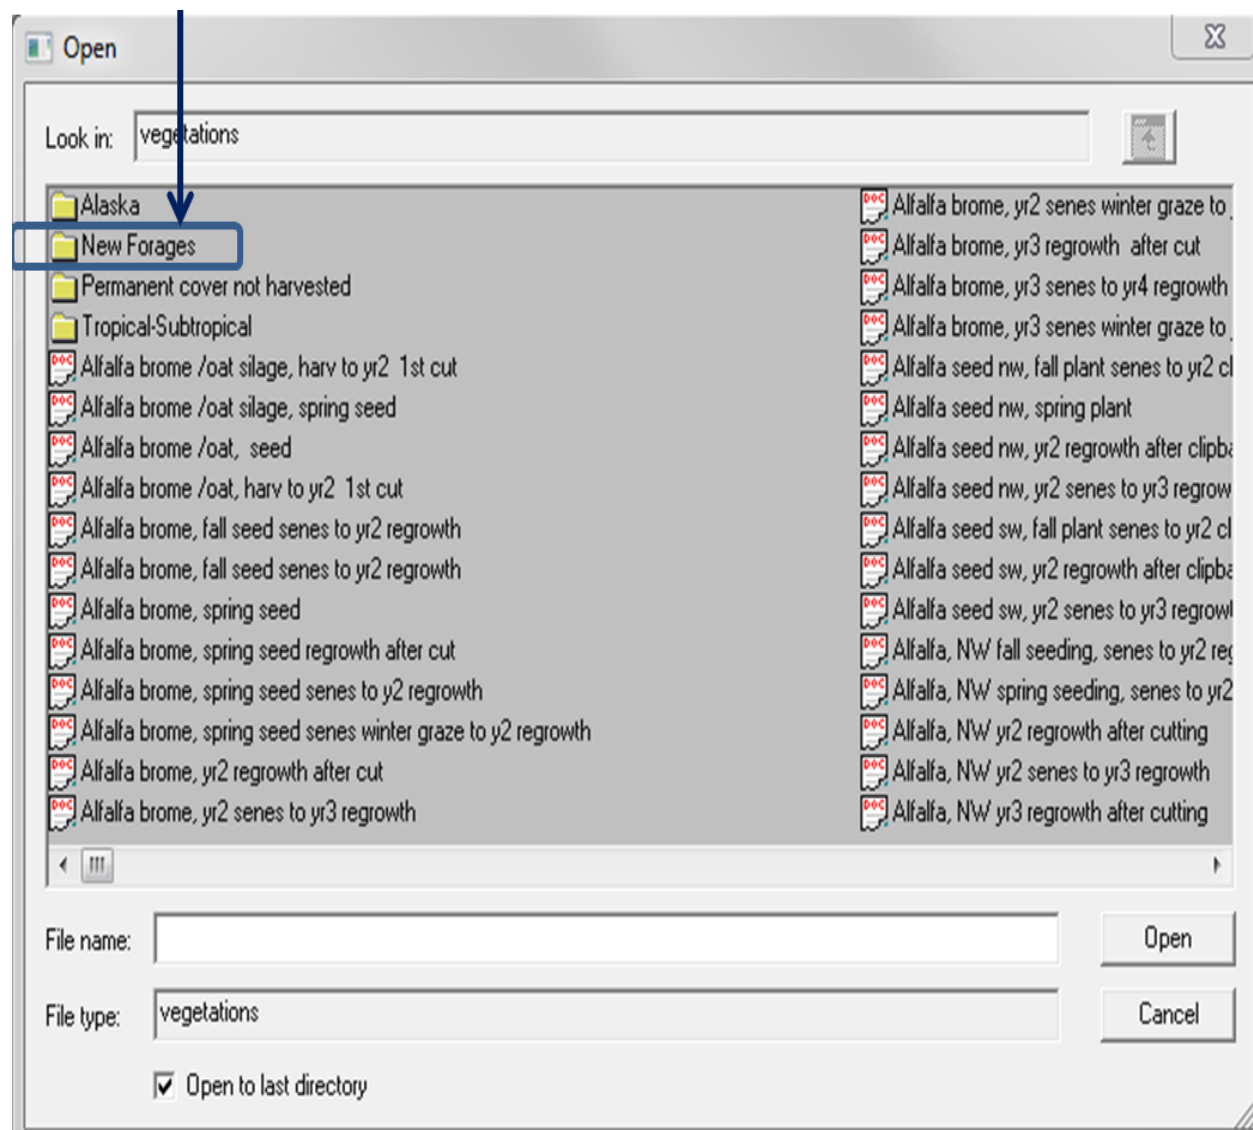 Open
Look in: vegetations
Alaska
New Forages
Permanent cover not harvested
Tropical-Subtropical
Alfalfa brome /oat silage, harv to yr2 1st cut
Alfalfa brome /oat silage, spring seed
Alfalfa brome /oat, seed
Alfalfa brome /oat, harv to yr2 1st cut
Alfalfa brome, fall seed senes to yr2 regrowth
Alfalfa brome, fall seed senes to yr2 regrowth
Alfalfa brome, spring seed
Alfalfa brome, spring seed regrowth after cut
Alfalfa brome, spring seed senes to y2 regrowth
Alfalfa brome, spring seed senes winter graze to y2 regrowth
Alfalfa brome, yr2 regrowth after cut
Alfalfa brome, yr2 senes to yr3 regrowth
Alfalfa brome, yr2 senes winter graze to
Alfalfa brome, yr3 regrowth after cut
Alfalfa brome, yr3 senes to yr4 regrowth
Alfalfa brome, yr3 senes winter graze to
Alfalfa seed nw, fall plant senes to yr2 cl
Alfalfa seed nw, spring plant
Alfalfa seed nw, yr2 regrowth after clipba
Alfalfa seed nw, yr2 senes to yr3 regrow
Alfalfa seed sw, fall plant senes to yr2 cl
Alfalfa seed sw, yr2 regrowth after clipba
Alfalfa seed sw, yr2 senes to yr3 regrowt
Alfalfa, NW fall seeding, senes to yr2 reg
Alfalfa, NW spring seeding, senes to yr2
Alfalfa, NW yr2 regrowth after cutting
Alfalfa, NW yr2 senes to yr3 regrowth
Alfalfa, NW yr3 regrowth after cutting
File name: Open
File type: vegetations Cancel
Open to last directory